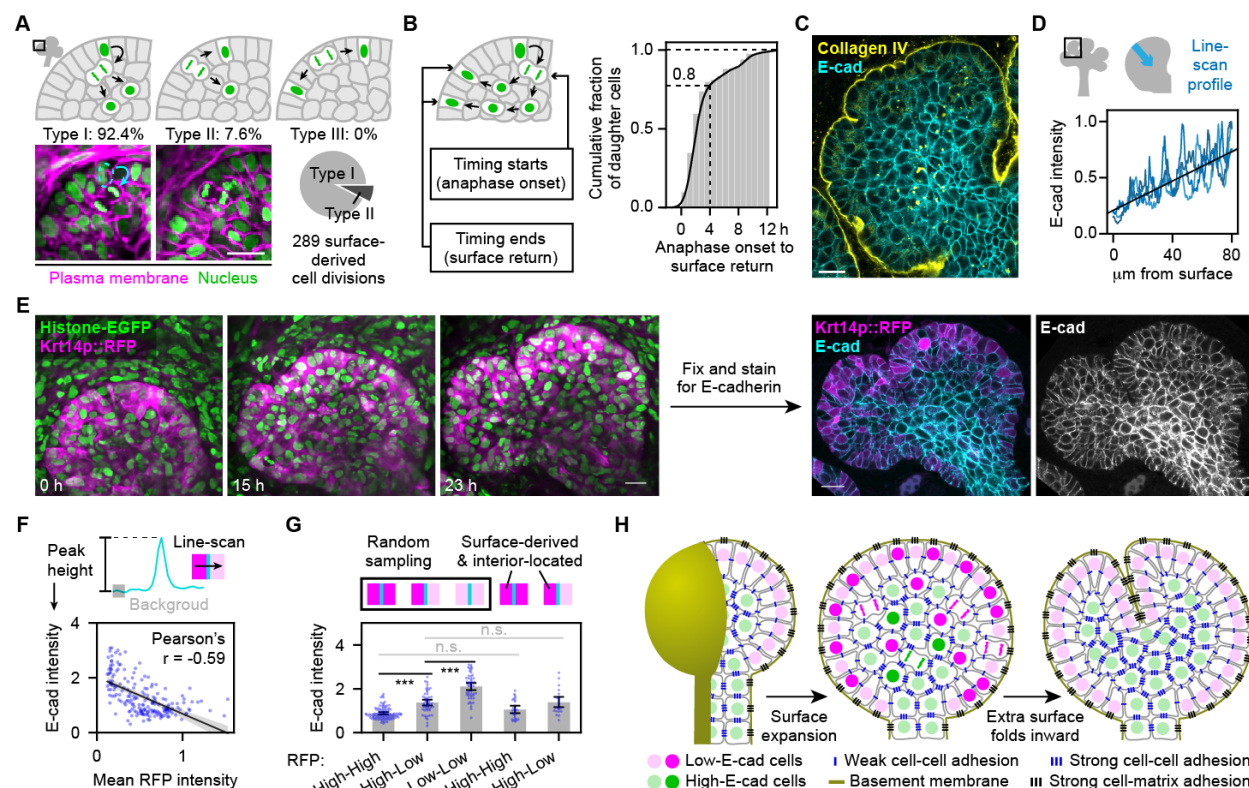 A
Type I: 92.4%
Type II: 7.6%
Type III: 0%
Type I
Type II
289 surface-
derived
cell divisions
Plasma membrane
Nucleus
B
Timing starts
(anaphase onset)
Timing ends
(surface return)
Cumulative fraction
of daughter cells
1.0
0.8
0.5
0.0
0
4
8
12 h
Anaphase onset to
surface return
C
Collagen IV
E-cad
D
Line-
scan
profile
E-cad intensity
1.0
0.5
0.0
0
40
80
µm from surface
E
Histone-EGFP
Krt14p::RFP
0 h
15 h
23 h
Fix and stain
for E-cadherin
Krt14p::RFP
E-cad
E-cad
F
Peak
height
Line-scan
Backgroud
E-cad intensity
4
2
0
Pearson's
r = -0.59
0
1
Mean RFP intensity
G
Random
sampling
Surface-derived
& interior-located
E-cad intensity
4
2
0
n.s.
n.s.
***
***
RFP:
High-High
High-Low
Low-Low
High-High
High-Low
H
Surface
expansion
Extra surface
folds inward
Low-E-cad cells
Weak cell-cell adhesion
Strong cell-cell adhesion
High-E-cad cells
Basement membrane
Strong cell-matrix adhesion